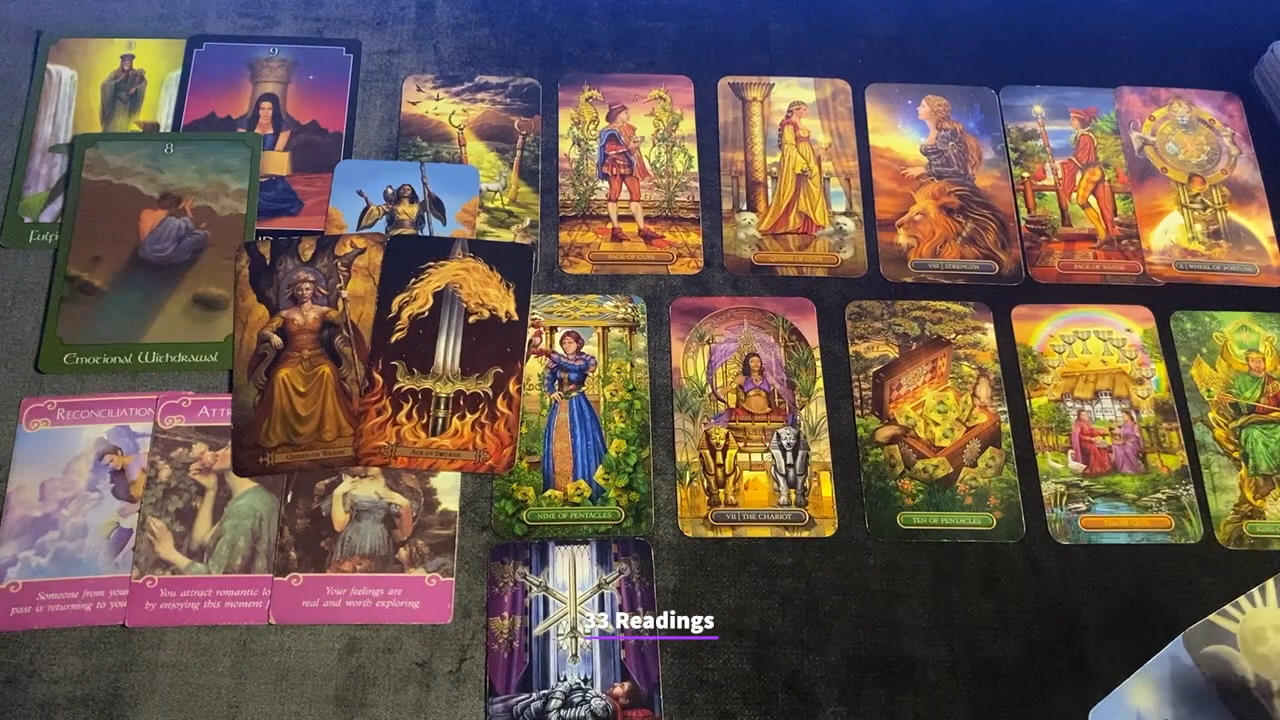 9
9
8
Emotional Withdrawal
PAGE OF CUPS
QUEEN OF CUPS
VIII | STRENGTH
PAGE OF WANDS
X | WHEEL OF FORTUNE
QUEEN OF WANDS
ACE OF SWORDS
NINE OF PENTACLES
VII | THE CHARIOT
TEN OF PENTACLES
RECONCILIATION
ATTR
Someone from your
past is returning to you
You attract romantic lo
by enjoying this moment
Your feelings are
real and worth exploring
33 Readings